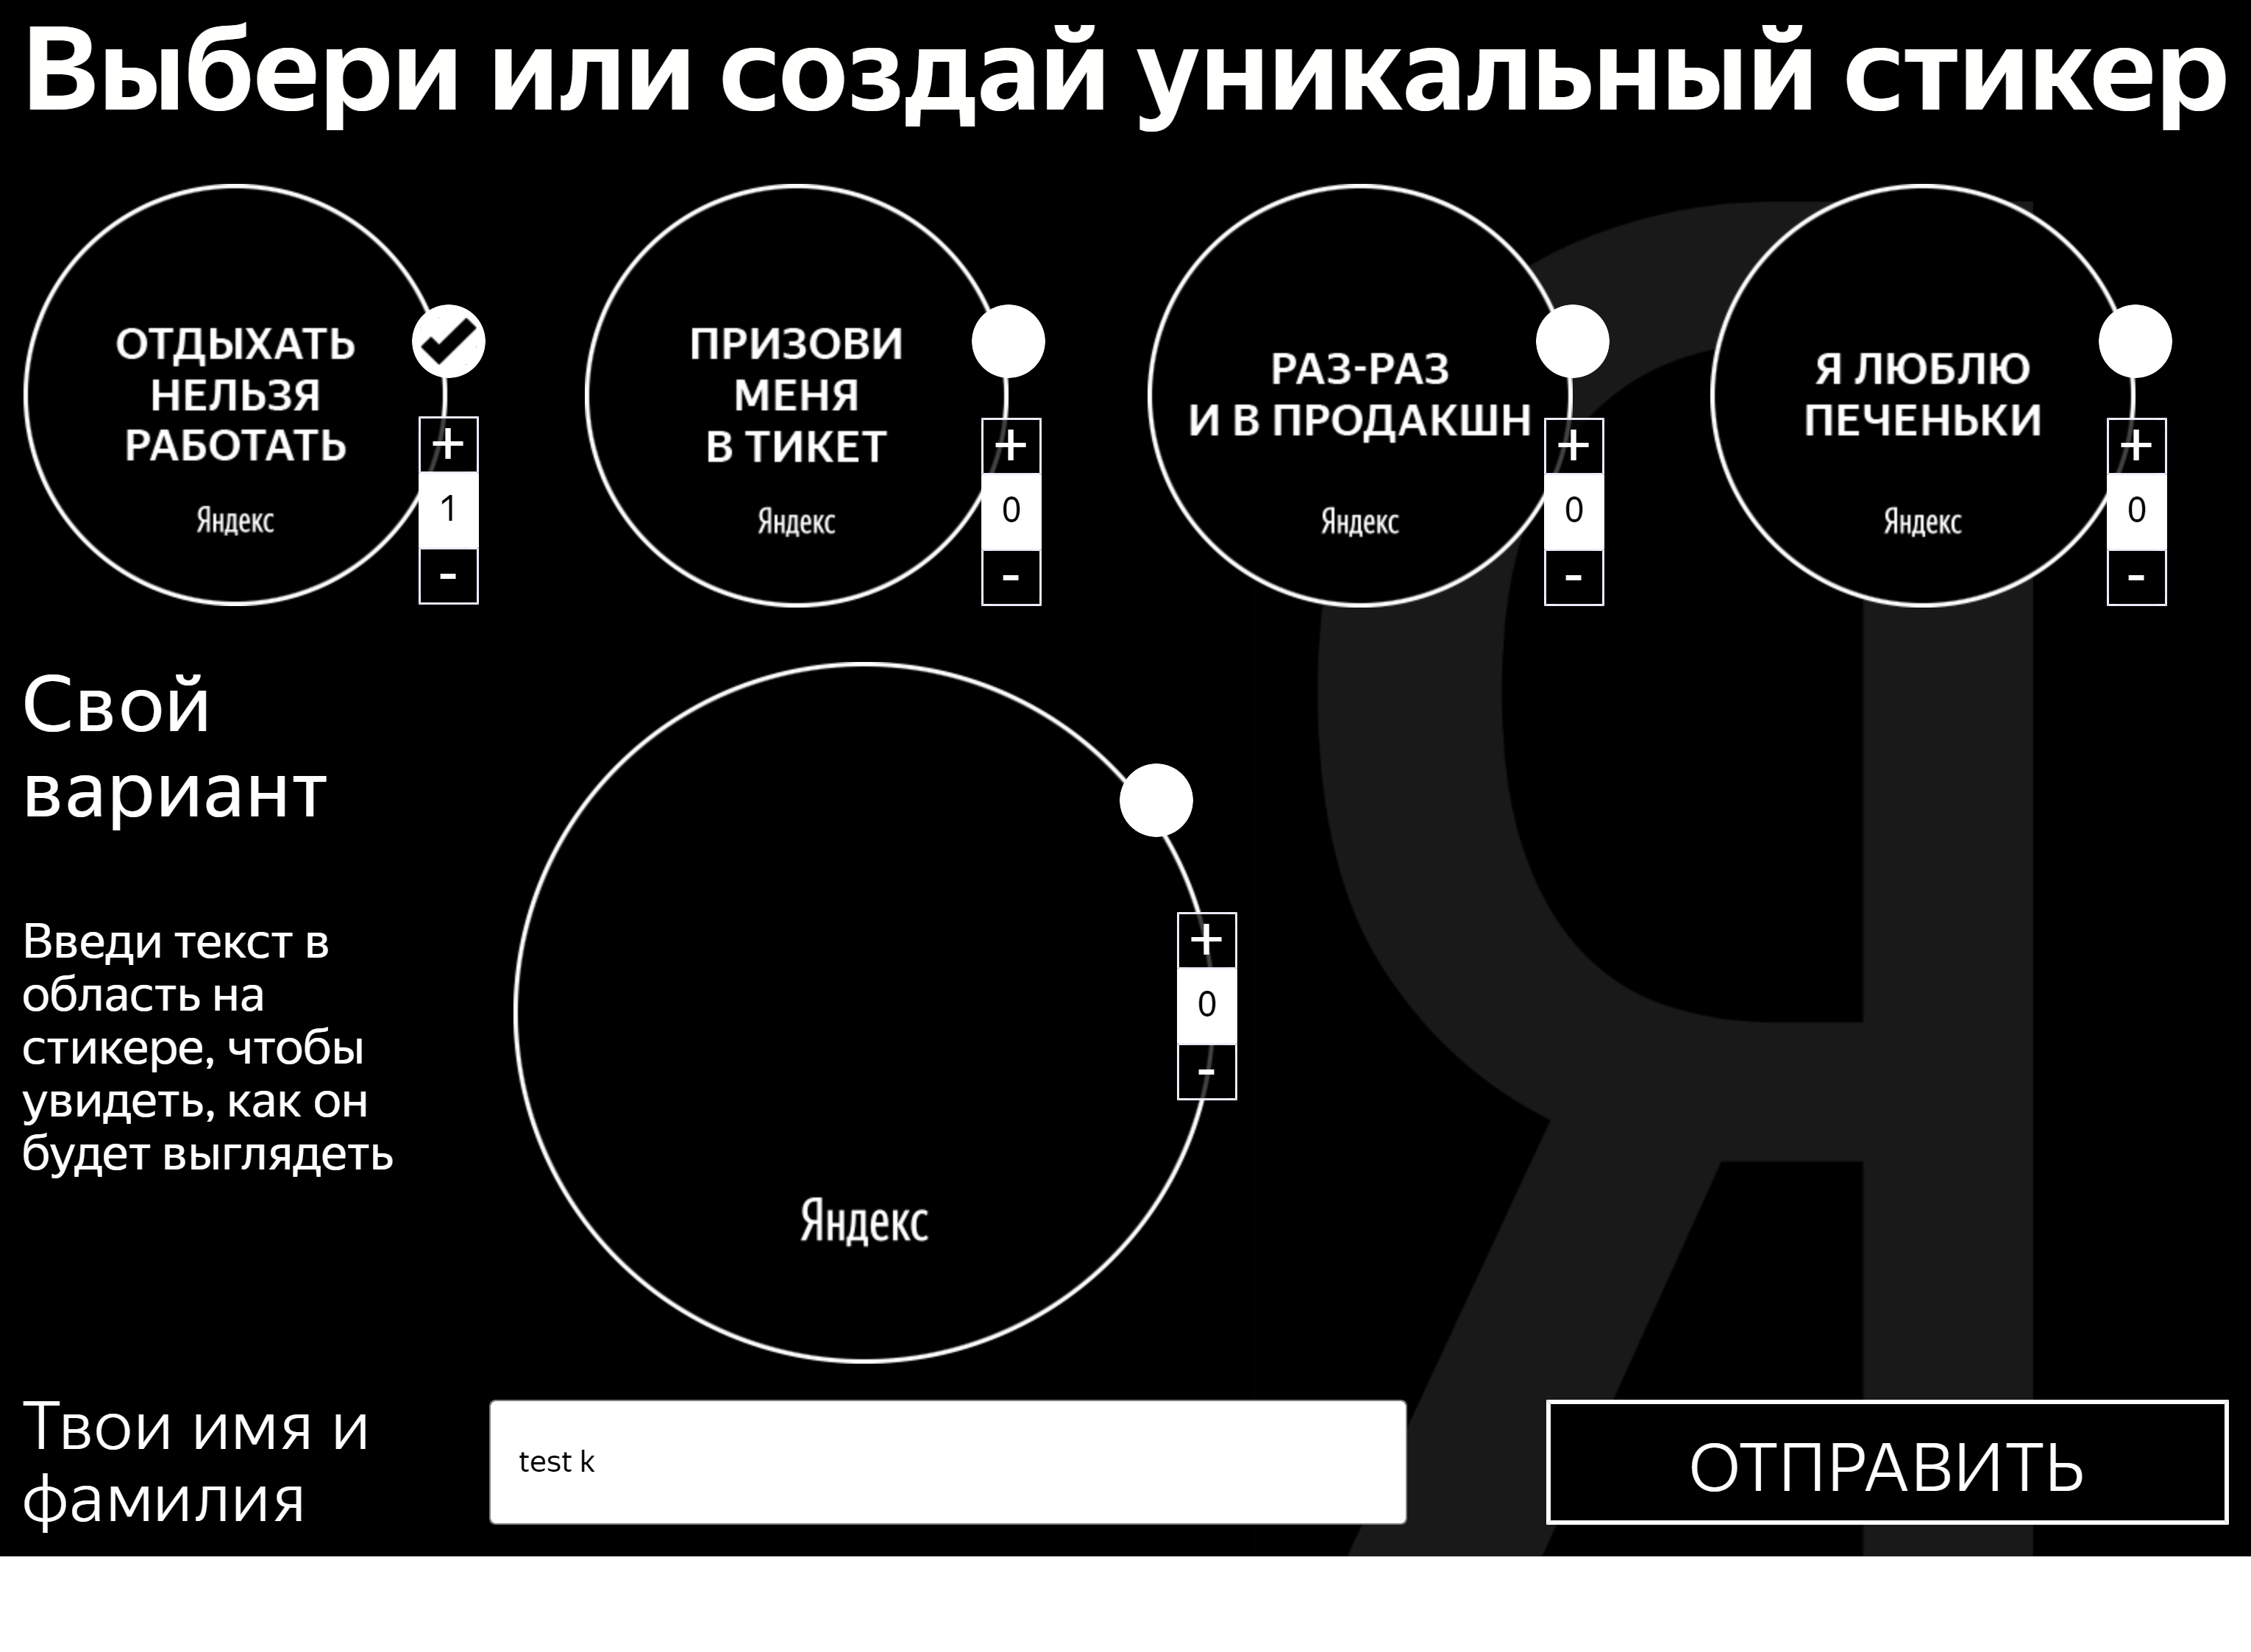 Выбери или создай уникальный стикер
ОТДЫХАТЬ
НЕЛЬЗЯ
РАБОТАТЬ
Яндекс
+
1
-
ПРИЗОВИ
МЕНЯ
В ТИКЕТ
Яндекс
+
0
-
РАЗ-РАЗ
И В ПРОДАКШН
Яндекс
+
0
-
Я ЛЮБЛЮ
ПЕЧЕНЬКИ
Яндекс
+
0
-
Свой
вариант
Введи текст в
область на
стикере, чтобы
увидеть, как он
будет выглядеть
Яндекс
+
0
-
Твои имя и
фамилия
test k
ОТПРАВИТЬ
Я